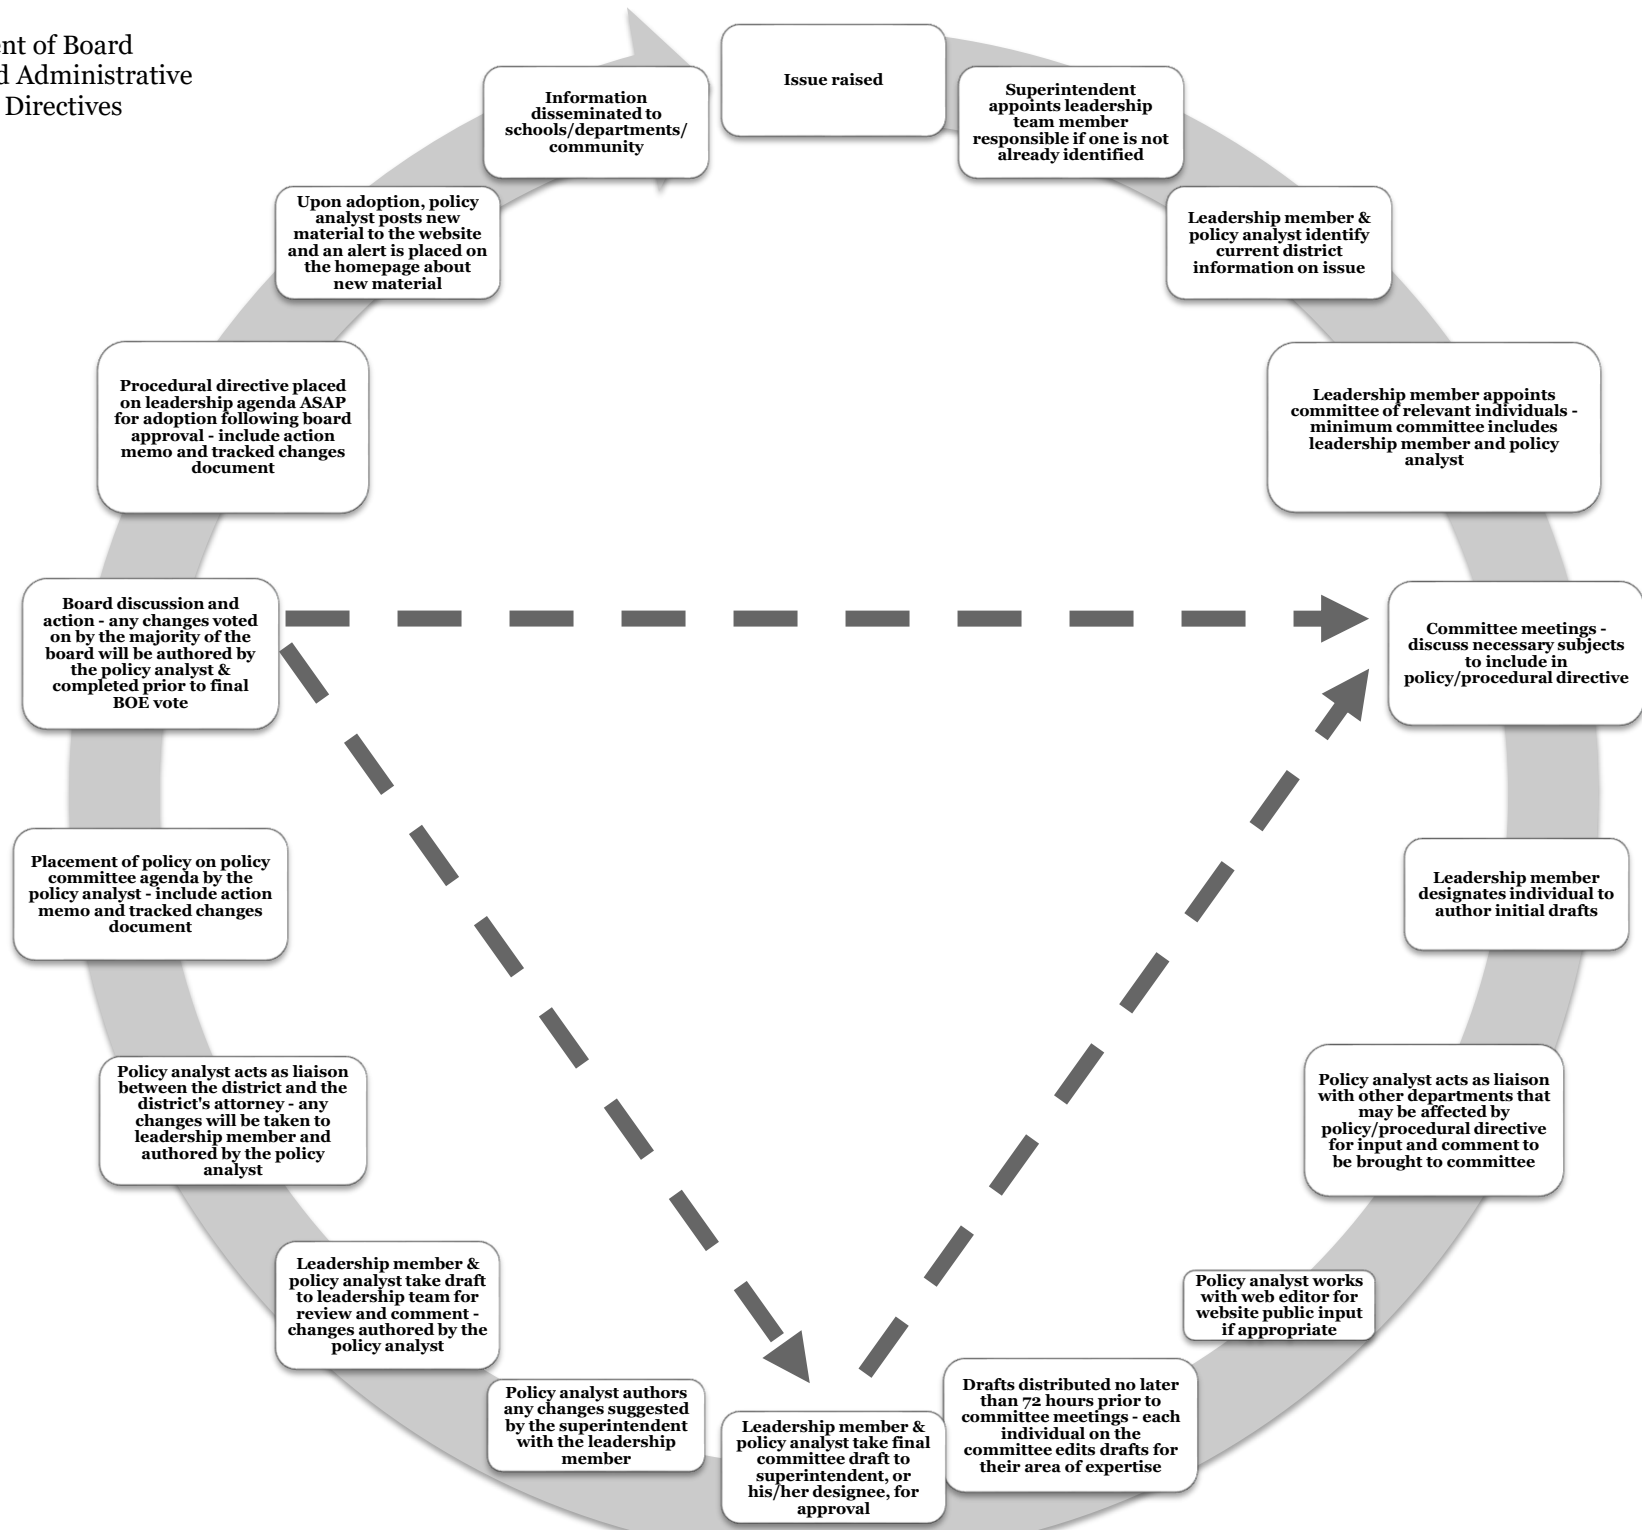 ent of Board
d Administrative
Directives
Issue raised
Superintendent
appoints leadership
team member
responsible if one is not
already identified
Leadership member &
policy analyst identify
current district
information on issue
Leadership member appoints
committee of relevant individuals -
minimum committee includes
leadership member and policy
analyst
Committee meetings -
discuss necessary subjects
to include in
policy/procedural directive
Leadership member
designates individual to
author initial drafts
Policy analyst acts as liaison
with other departments that
may be affected by
policy/procedural directive
for input and comment to
be brought to committee
Policy analyst works
with web editor for
website public input
if appropriate
Drafts distributed no later
than 72 hours prior to
committee meetings - each
individual on the
committee edits drafts for
their area of expertise
Leadership member &
policy analyst take final
committee draft to
superintendent, or
his/her designee, for
approval
Policy analyst authors
any changes suggested
by the superintendent
with the leadership
member
Leadership member &
policy analyst take draft
to leadership team for
review and comment -
changes authored by the
policy analyst
Policy analyst acts as liaison
between the district and the
district's attorney - any
changes will be taken to
leadership member and
authored by the policy
analyst
Placement of policy on policy
committee agenda by the
policy analyst - include action
memo and tracked changes
document
Board discussion and
action - any changes voted
on by the majority of the
board will be authored by
the policy analyst &
completed prior to final
BOE vote
Procedural directive placed
on leadership agenda ASAP
for adoption following board
approval - include action
memo and tracked changes
document
Upon adoption, policy
analyst posts new
material to the website
and an alert is placed on
the homepage about
new material
Information
disseminated to
schools/departments/
community